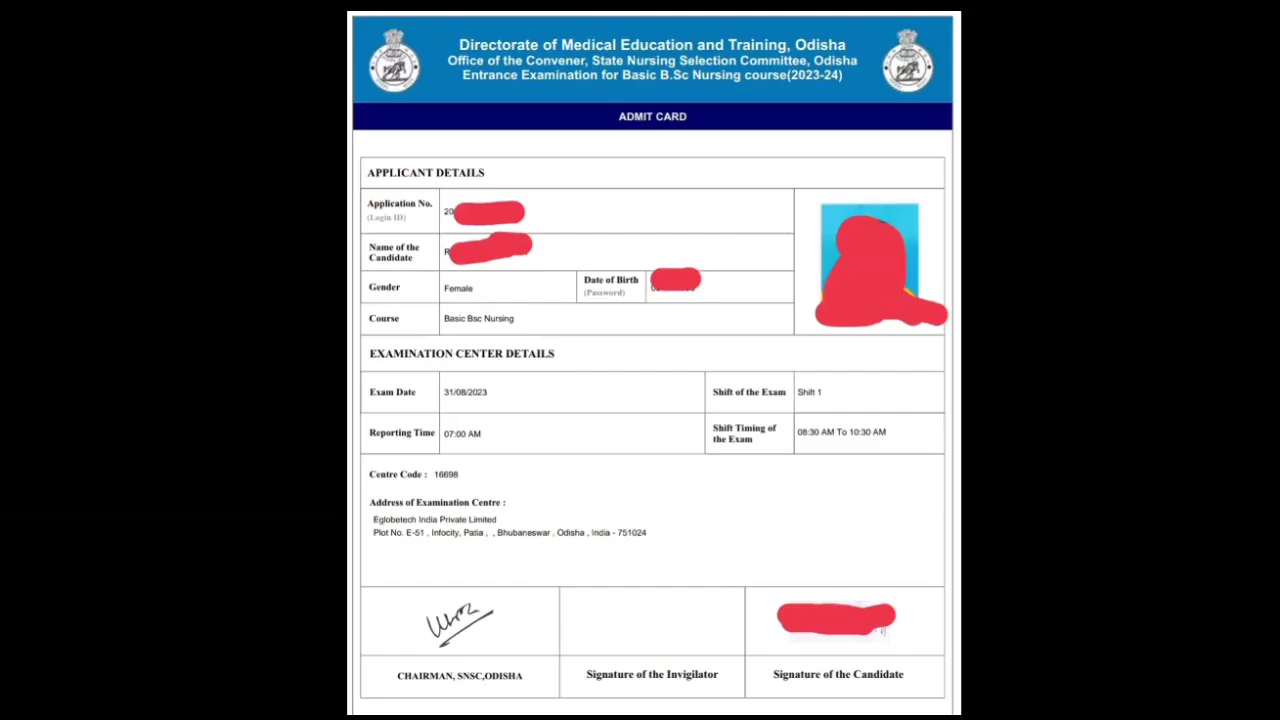 Directorate of Medical Education and Training, Odisha
Office of the Convener, State Nursing Selection Committee, Odisha
Entrance Examination for Basic B.Sc Nursing course(2023-24)
ADMIT CARD
APPLICANT DETAILS
Application No. 20
(Login ID)
Name of the
Candidate
Gender Female Date of Birth
(Password)
Course Basic Bsc Nursing
EXAMINATION CENTER DETAILS
Exam Date 31/08/2023 Shift of the Exam Shift 1
Reporting Time 07:00 AM Shift Timing of
the Exam 08:30 AM To 10:30 AM
Centre Code : 16698
Address of Examination Centre :
Eglobetech India Private Limited
Plot No. E-51 , Infocity, Patia , , Bhubaneswar , Odisha , India - 751024
CHAIRMAN, SNSC,ODISHA Signature of the Invigilator Signature of the Candidate